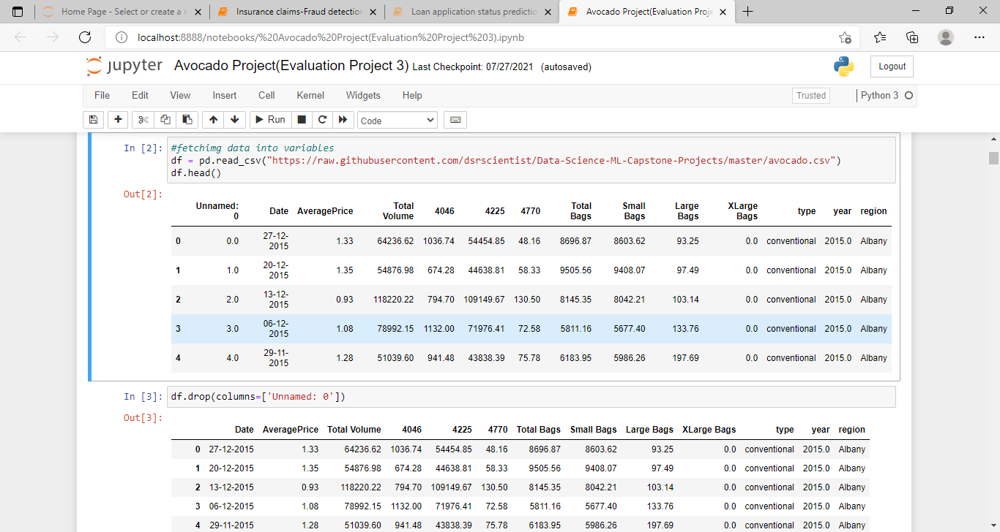 Home Page - Select or create a n
Insurance claims-Fraud detection
Loan application status predictio
Avocado Project(Evaluation Proje
localhost:8888/notebooks/%20Avocado%20Project(Evaluation%20Project%203).ipynb
jupyter Avocado Project(Evaluation Project 3) Last Checkpoint: 07/27/2021 (autosaved)
Logout
File Edit View Insert Cell Kernel Widgets Help
Trusted Python 3
Run Code
In [2]: #fetchimg data into variables
df = pd.read_csv("https://raw.githubusercontent.com/dsrscientist/Data-Science-ML-Capstone-Projects/master/avocado.csv")
df.head()
Out[2]:
Unnamed: 0 Date AveragePrice Total Volume 4046 4225 4770 Total Bags Small Bags Large Bags XLarge Bags type year region
0 0.0 27-12-2015 1.33 64236.62 1036.74 54454.85 48.16 8696.87 8603.62 93.25 0.0 conventional 2015.0 Albany
1 1.0 20-12-2015 1.35 54876.98 674.28 44638.81 58.33 9505.56 9408.07 97.49 0.0 conventional 2015.0 Albany
2 2.0 13-12-2015 0.93 118220.22 794.70 109149.67 130.50 8145.35 8042.21 103.14 0.0 conventional 2015.0 Albany
3 3.0 06-12-2015 1.08 78992.15 1132.00 71976.41 72.58 5811.16 5677.40 133.76 0.0 conventional 2015.0 Albany
4 4.0 29-11-2015 1.28 51039.60 941.48 43838.39 75.78 6183.95 5986.26 197.69 0.0 conventional 2015.0 Albany
In [3]: df.drop(columns=['Unnamed: 0'])
Out[3]:
Date AveragePrice Total Volume 4046 4225 4770 Total Bags Small Bags Large Bags XLarge Bags type year region
0 27-12-2015 1.33 64236.62 1036.74 54454.85 48.16 8696.87 8603.62 93.25 0.0 conventional 2015.0 Albany
1 20-12-2015 1.35 54876.98 674.28 44638.81 58.33 9505.56 9408.07 97.49 0.0 conventional 2015.0 Albany
2 13-12-2015 0.93 118220.22 794.70 109149.67 130.50 8145.35 8042.21 103.14 0.0 conventional 2015.0 Albany
3 06-12-2015 1.08 78992.15 1132.00 71976.41 72.58 5811.16 5677.40 133.76 0.0 conventional 2015.0 Albany
4 29-11-2015 1.28 51039.60 941.48 43838.39 75.78 6183.95 5986.26 197.69 0.0 conventional 2015.0 Albany